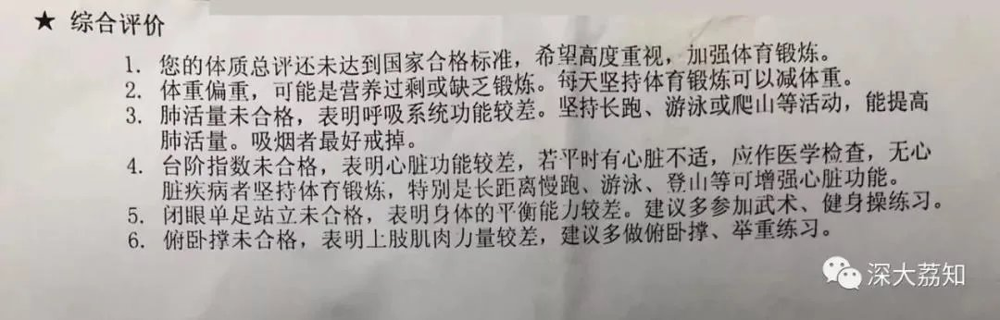 ★ 综合评价
1. 您的体质总评还未达到国家合格标准，希望高度重视，加强体育锻炼。
2. 体重偏重，可能是营养过剩或缺乏锻炼。每天坚持体育锻炼可以减体重。
3. 肺活量未合格，表明呼吸系统功能较差。坚持长跑、游泳或爬山等活动，能提高
肺活量。吸烟者最好戒掉。
4. 台阶指数未合格，表明心脏功能较差，若平时有心脏不适，应作医学检查，无心
脏疾病者坚持体育锻炼，特别是长距离慢跑、游泳、登山等可增强心脏功能。
5. 闭眼单足站立未合格，表明身体的平衡能力较差。建议多参加武术、健身操练习。
6. 俯卧撑未合格，表明上肢肌肉力量较差，建议多做俯卧撑、举重练习。
深大荔知